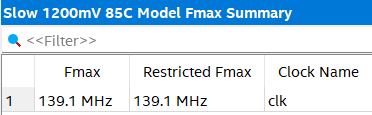 Slow 1200mV 85C Model Fmax Summary
<<Filter>>
Fmax Restricted Fmax Clock Name
1 139.1 MHz 139.1 MHz clk